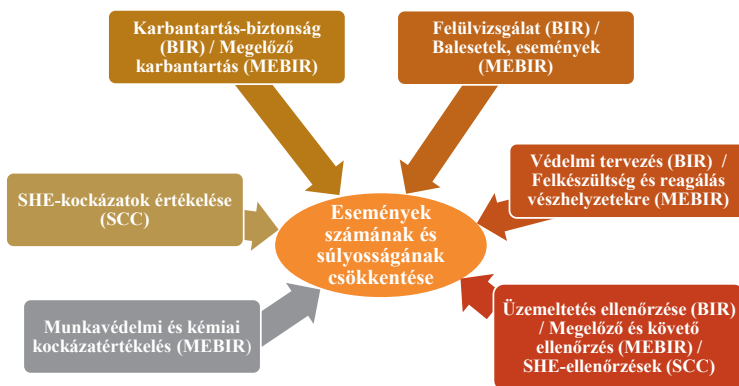 Karbantartás-biztonság
(BIR) / Megelőző
karbantartás (MEBIR)
Felülvizsgálat (BIR) /
Balesetek, események
(MEBIR)
SHE-kockázatok értékelése
(SCC)
Védelmi tervezés (BIR) /
Felkészültség és reagálás
vészhelyzetekre (MEBIR)
Események
számának és
súlyosságának
csökkentése
Munkavédelmi és kémiai
kockázatértékelés (MEBIR)
Üzemeltetés ellenőrzése (BIR)
/ Megelőző és követő
ellenőrzés (MEBIR) /
SHE-ellenőrzések (SCC)